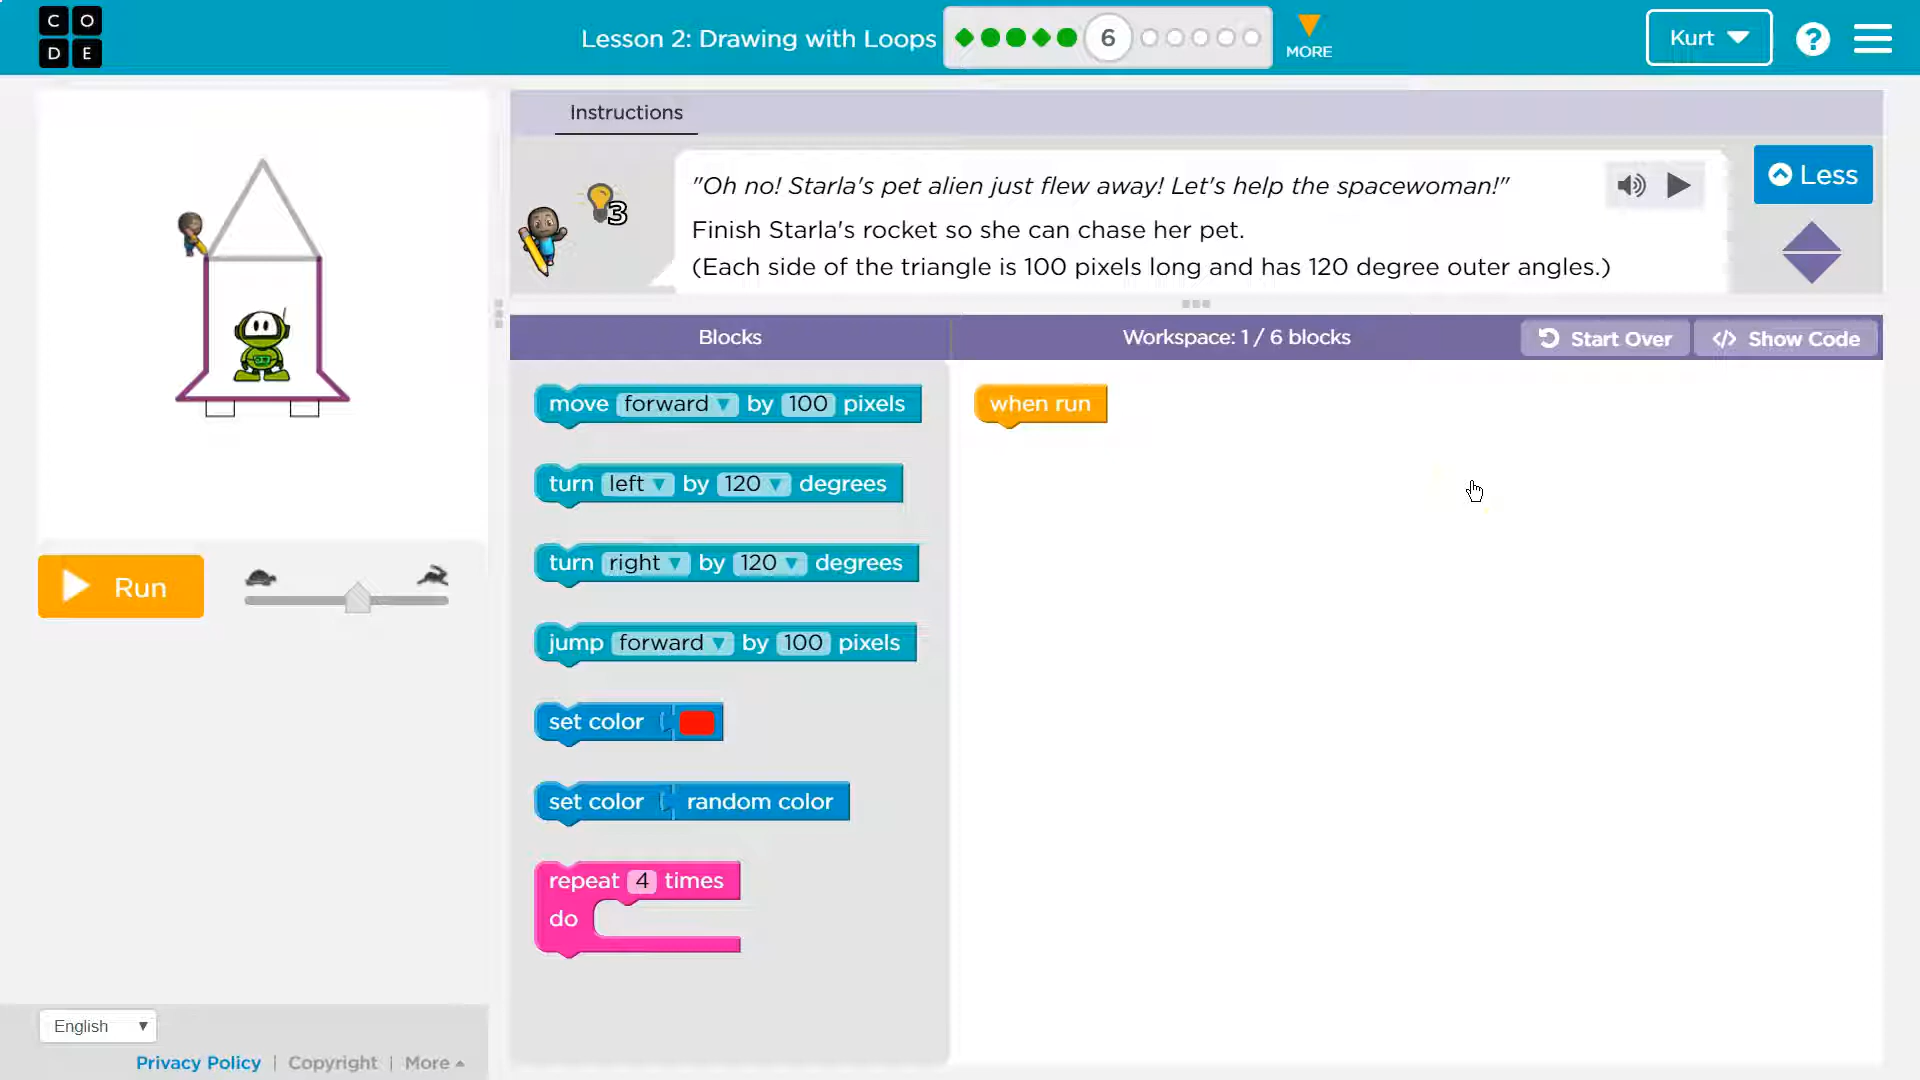 C O
D E
Lesson 2: Drawing with Loops
6
MORE
Kurt
?
Instructions
3
"Oh no! Starla's pet alien just flew away! Let's help the spacewoman!"
Finish Starla's rocket so she can chase her pet.
(Each side of the triangle is 100 pixels long and has 120 degree outer angles.)
Less
Blocks
Workspace: 1 / 6 blocks
Start Over
</> Show Code
move forward by 100 pixels
turn left by 120 degrees
turn right by 120 degrees
jump forward by 100 pixels
set color
set color random color
repeat 4 times
do
when run
Run
English
Privacy Policy | Copyright | More